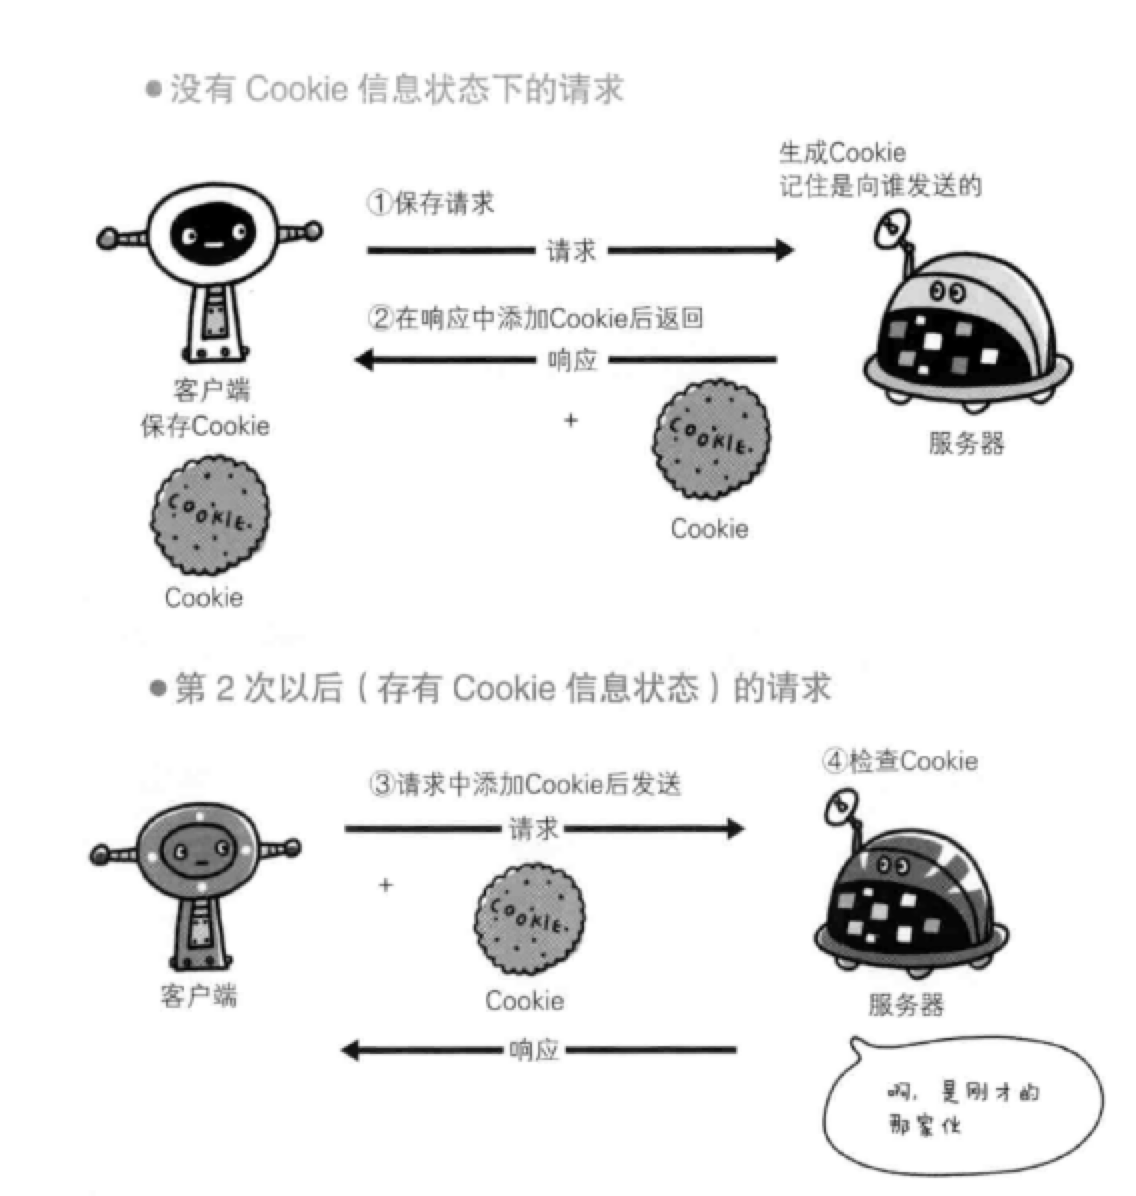 ●没有 Cookie 信息状态下的请求
生成Cookie
记住是向谁发送的
①保存请求
请求
②在响应中添加Cookie后返回
响应
客户端
保存Cookie
+
COOKIE.
Cookie
服务器
COOKIE.
Cookie
●第 2 次以后（存有 Cookie 信息状态）的请求
④检查Cookie
③请求中添加Cookie后发送
请求
+
COOKIE.
Cookie
客户端
服务器
响应
啊，是刚才的
那家伙